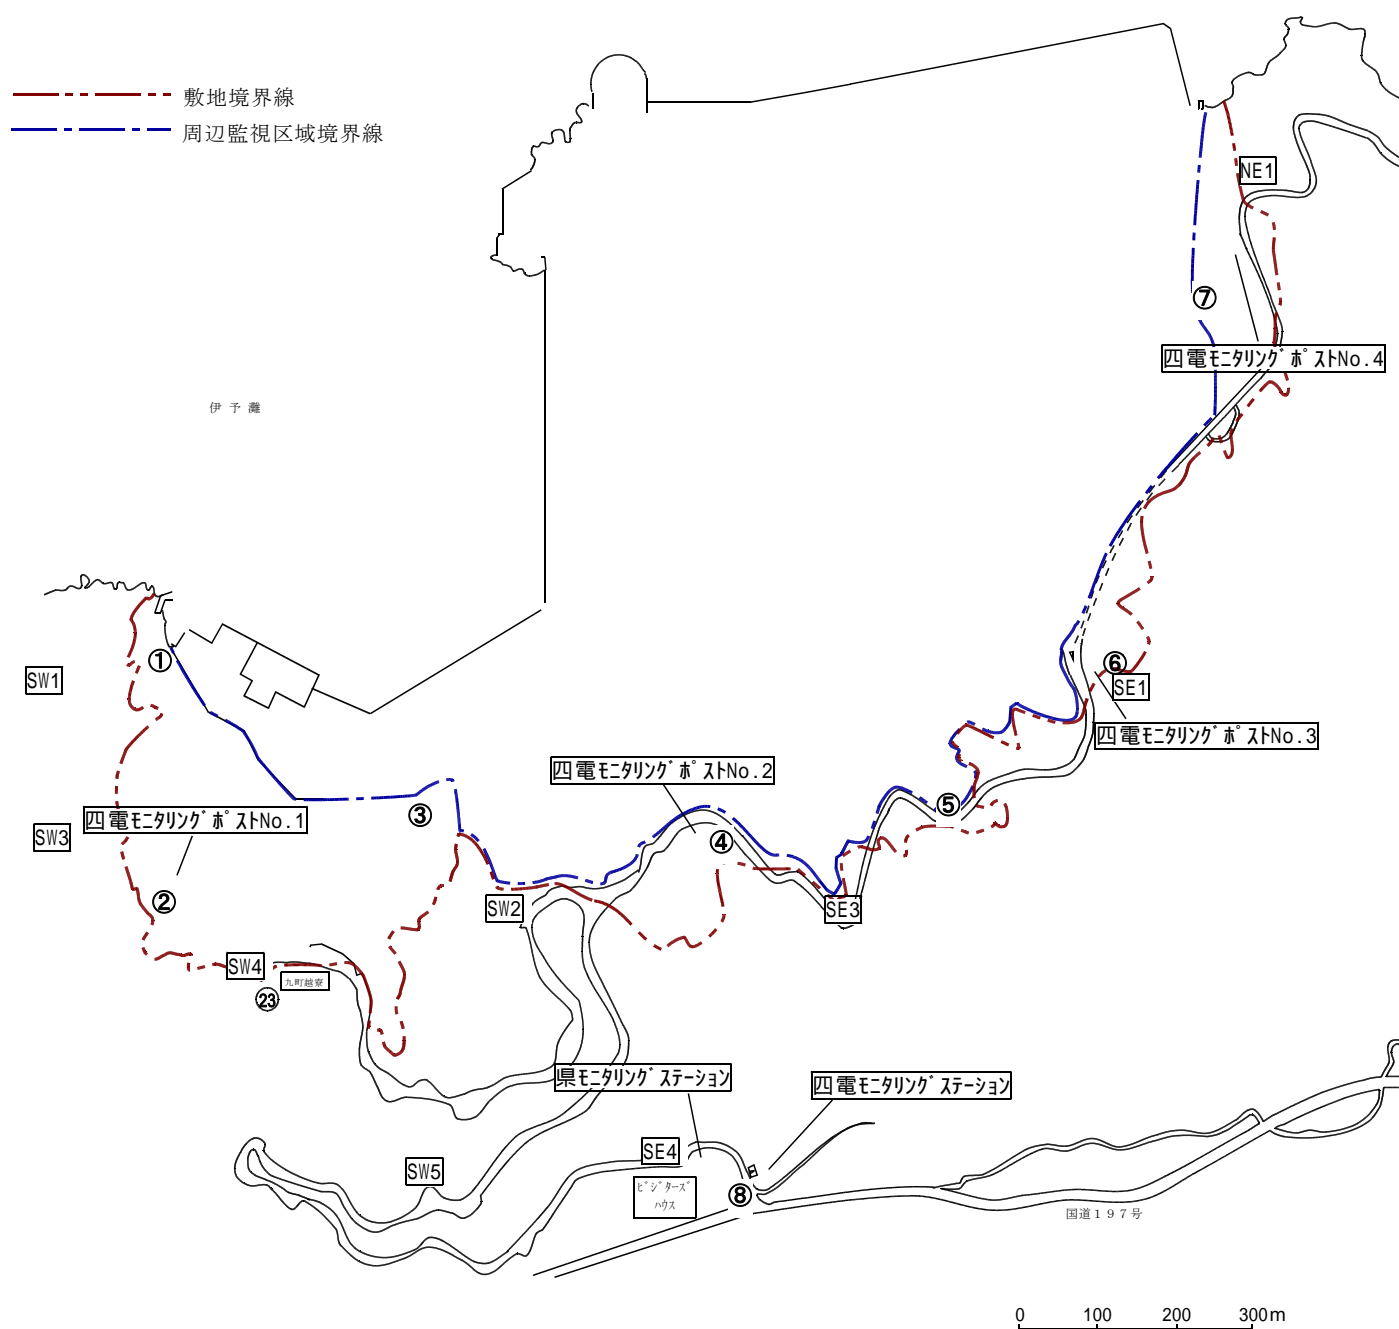 敷地境界線
周辺監視区域境界線
NE1
⑦
四電ﾓﾆﾀﾘﾝｸﾞﾎﾟｽﾄNo.4
伊予灘
①
SW1
⑥
SE1
四電ﾓﾆﾀﾘﾝｸﾞﾎﾟｽﾄNo.3
四電ﾓﾆﾀﾘﾝｸﾞﾎﾟｽﾄNo.2
③
⑤
四電ﾓﾆﾀﾘﾝｸﾞﾎﾟｽﾄNo.1
SW3
④
②
SW2
SE3
SW4
九町越寮
㉓
県ﾓﾆﾀﾘﾝｸﾞｽﾃｰｼｮﾝ
四電ﾓﾆﾀﾘﾝｸﾞｽﾃｰｼｮﾝ
SE4
SW5
ﾋﾞｼﾞﾀｰｽﾞ
ﾊｳｽ
⑧
国道１９７号
0 100 200 300m